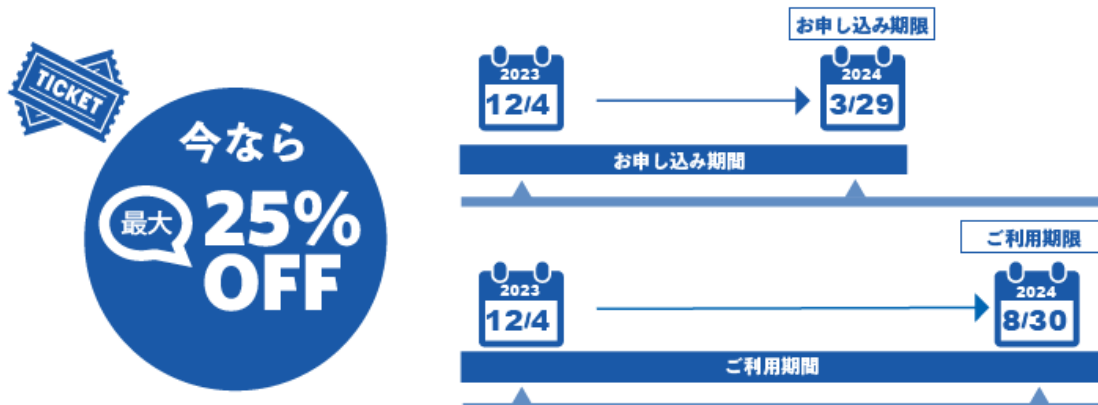 TICKET
今なら
最大
25%
OFF
お申し込み期限
2023
12/4
2024
3/29
お申し込み期間
ご利用期限
2023
12/4
2024
8/30
ご利用期間